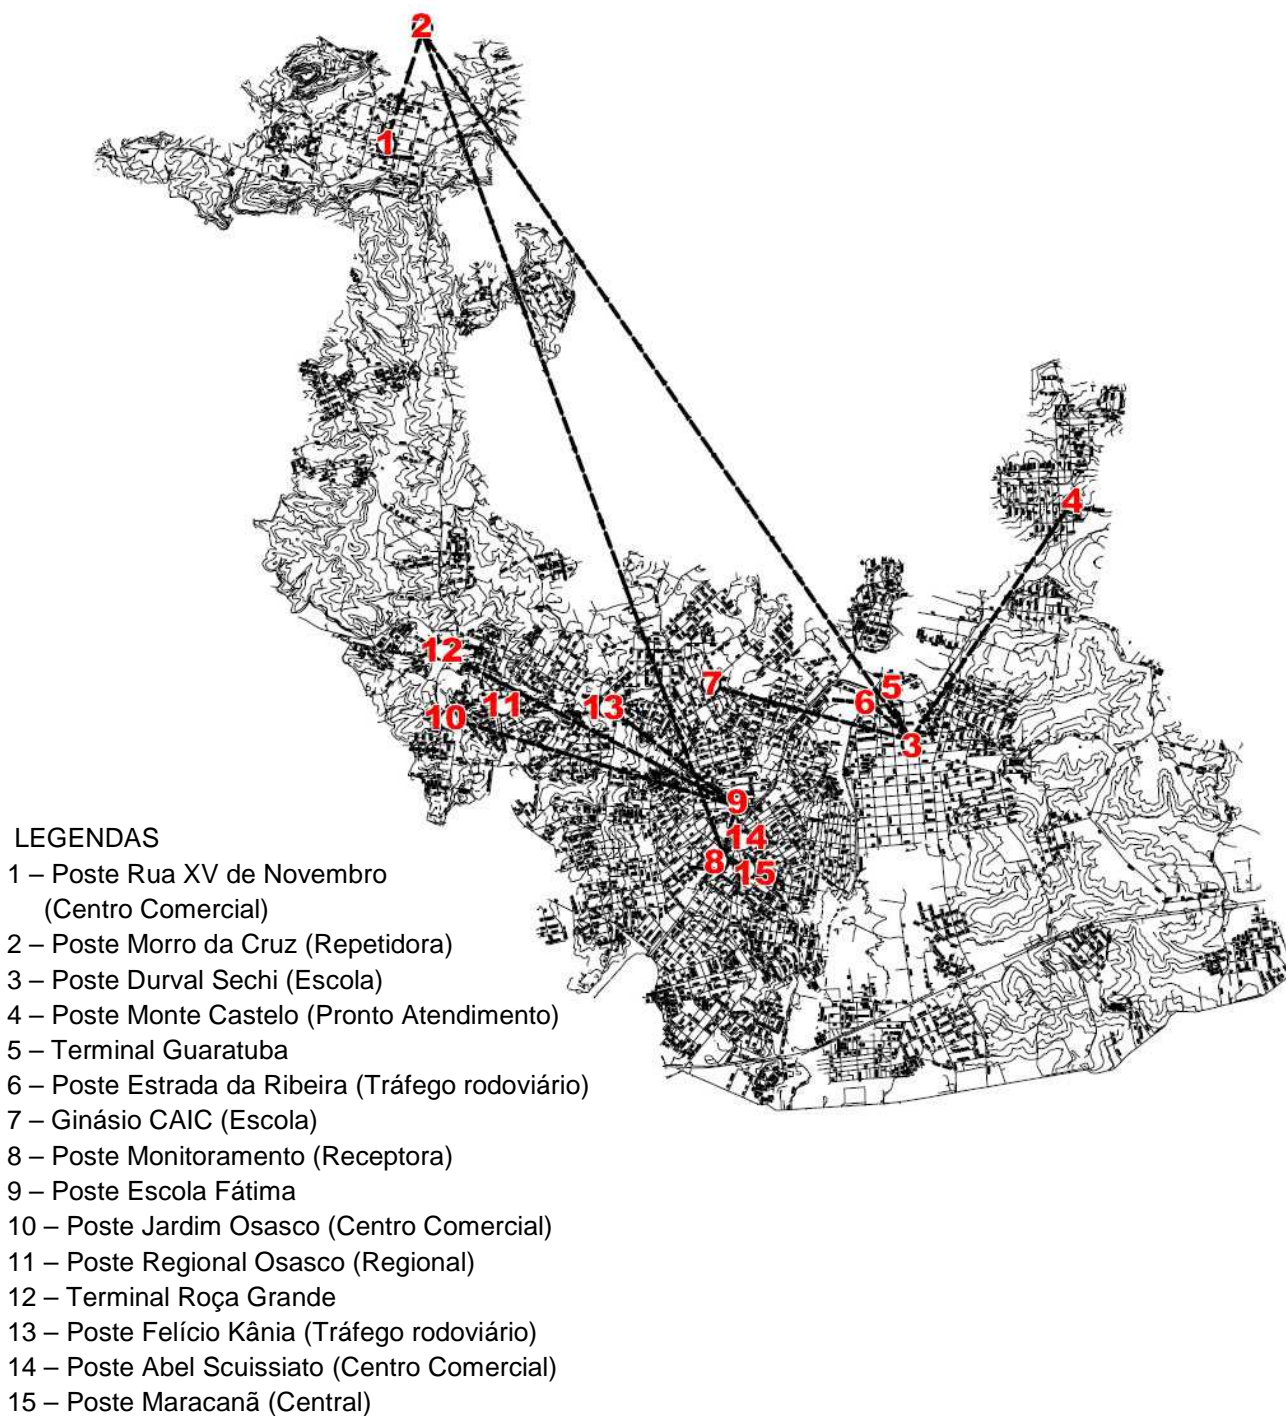 2
1
4
12
7
5
11
6
13
10
3
9
14
8
15
LEGENDAS
1 – Poste Rua XV de Novembro
(Centro Comercial)
2 – Poste Morro da Cruz (Repetidora)
3 – Poste Durval Sechi (Escola)
4 – Poste Monte Castelo (Pronto Atendimento)
5 – Terminal Guaratuba
6 – Poste Estrada da Ribeira (Tráfego rodoviário)
7 – Ginásio CAIC (Escola)
8 – Poste Monitoramento (Receptora)
9 – Poste Escola Fátima
10 – Poste Jardim Osasco (Centro Comercial)
11 – Poste Regional Osasco (Regional)
12 – Terminal Roça Grande
13 – Poste Felício Kânia (Tráfego rodoviário)
14 – Poste Abel Scuissiato (Centro Comercial)
15 – Poste Maracanã (Central)